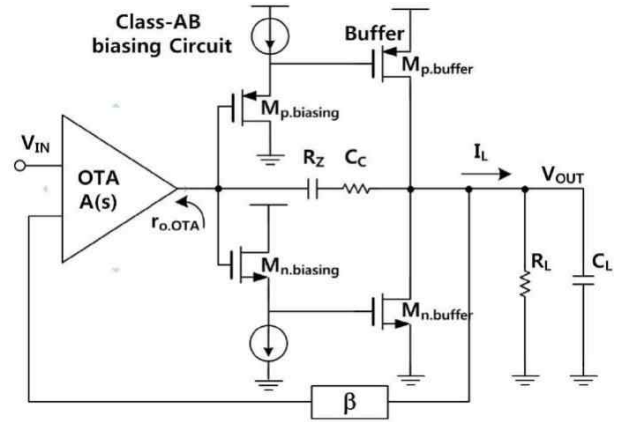 Class-AB
biasing Circuit
Buffer
Mp.buffer
Mp.biasing
VIN
OTA
A(s)
ro.OTA
RZ CC
IL
VOUT
Mn.biasing
RL
CL
Mn.buffer
β